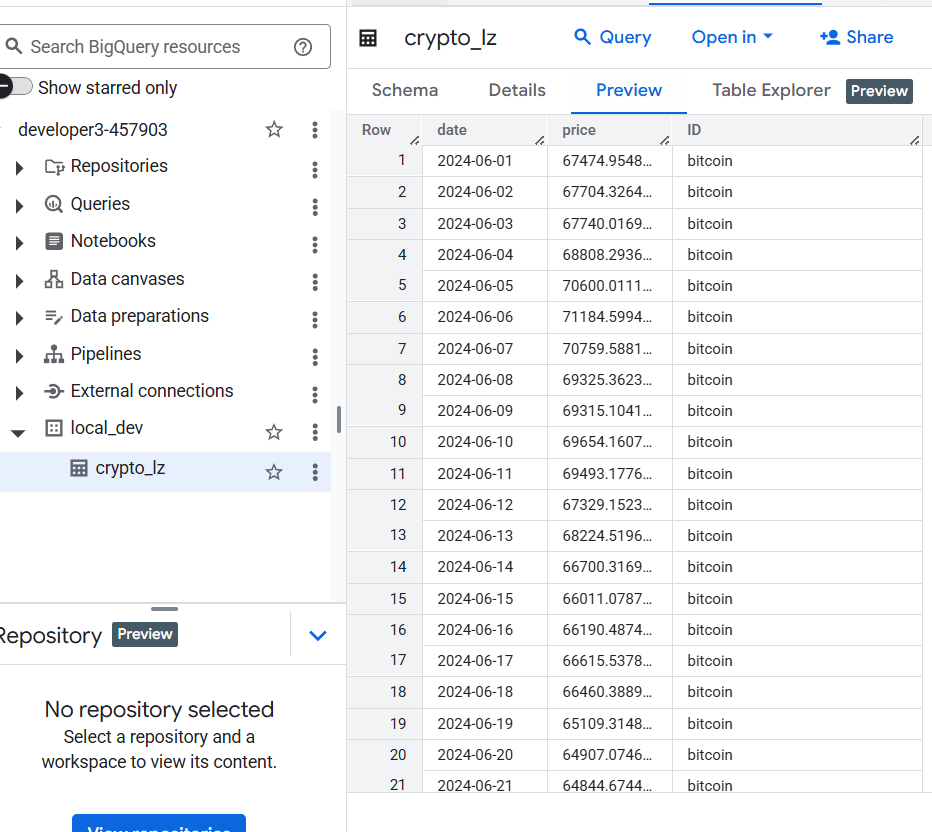 Search BigQuery resources
Show starred only
developer3-457903
Repositories
Queries
Notebooks
Data canvases
Data preparations
Pipelines
External connections
local_dev
crypto_lz
Repository Preview
No repository selected
Select a repository and a
workspace to view its content.
View repositories
crypto_lz Query Open in Share
Schema Details Preview Table Explorer Preview
Row date price ID
1 2024-06-01 67474.9548... bitcoin
2 2024-06-02 67704.3264... bitcoin
3 2024-06-03 67740.0169... bitcoin
4 2024-06-04 68808.2936... bitcoin
5 2024-06-05 70600.0111... bitcoin
6 2024-06-06 71184.5994... bitcoin
7 2024-06-07 70759.5881... bitcoin
8 2024-06-08 69325.3623... bitcoin
9 2024-06-09 69315.1041... bitcoin
10 2024-06-10 69654.1607... bitcoin
11 2024-06-11 69493.1776... bitcoin
12 2024-06-12 67329.1523... bitcoin
13 2024-06-13 68224.5196... bitcoin
14 2024-06-14 66700.3169... bitcoin
15 2024-06-15 66011.0787... bitcoin
16 2024-06-16 66190.4874... bitcoin
17 2024-06-17 66615.5378... bitcoin
18 2024-06-18 66460.3889... bitcoin
19 2024-06-19 65109.3148... bitcoin
20 2024-06-20 64907.0746... bitcoin
21 2024-06-21 64844.6744... bitcoin